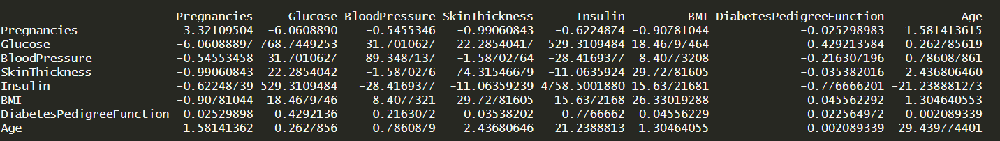 Pregnancies Glucose BloodPressure SkinThickness Insulin BMI DiabetesPedigreeFunction Age
Pregnancies 3.32109504 -6.0608890 -0.5455346 -0.99060843 -0.6224874 -0.90781044 -0.025298983 1.581413615
Glucose -6.06088897 768.7449253 31.7010627 22.28540417 529.3109484 18.46797464 0.429213584 0.262785619
BloodPressure -0.54553458 31.7010627 89.3487137 -1.58702764 -28.4169377 8.40773208 -0.216307196 0.786087861
SkinThickness -0.99060843 22.2854042 -1.5870276 74.31546679 -11.0635924 29.72781605 -0.035382016 2.436806460
Insulin -0.62248739 529.3109484 -28.4169377 -11.06359239 4758.5001880 15.63721681 -0.776666201 -21.238881273
BMI -0.90781044 18.4679746 8.4077321 29.72781605 15.6372168 26.33019288 0.045562292 1.304640553
DiabetesPedigreeFunction -0.02529898 0.4292136 -0.2163072 -0.03538202 -0.7766662 0.04556229 0.022564972 0.002089339
Age 1.58141362 0.2627856 0.7860879 2.43680646 -21.2388813 1.30464055 0.002089339 29.439774401